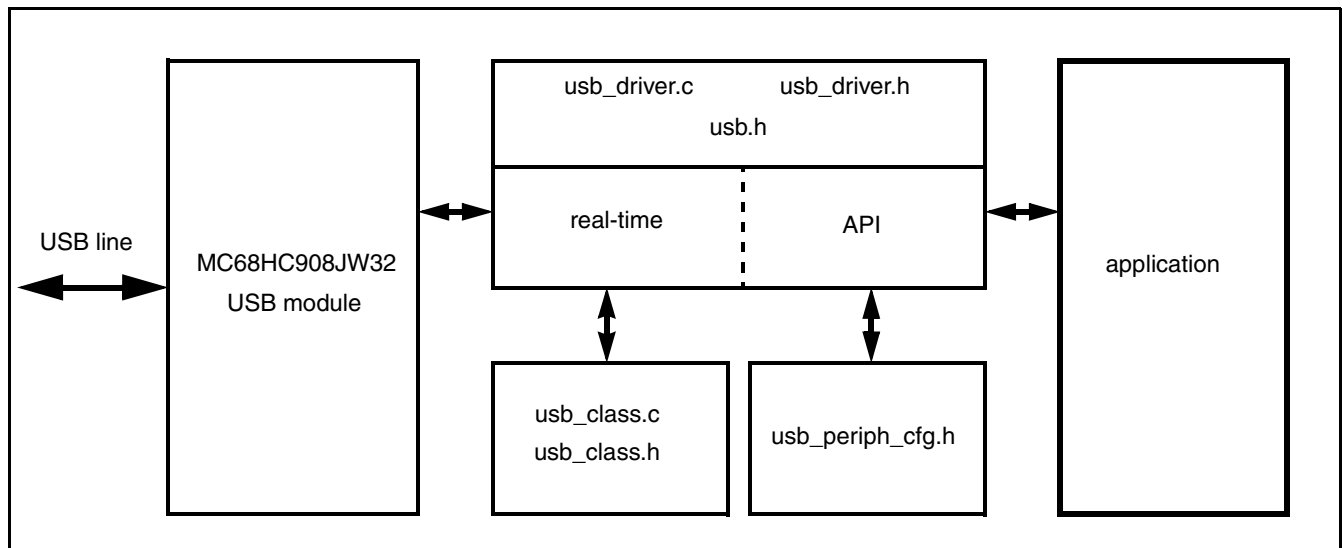 USB line
MC68HC908JW32
USB module
usb_driver.c usb_driver.h
usb.h
real-time
API
usb_class.c
usb_class.h
usb_periph_cfg.h
application